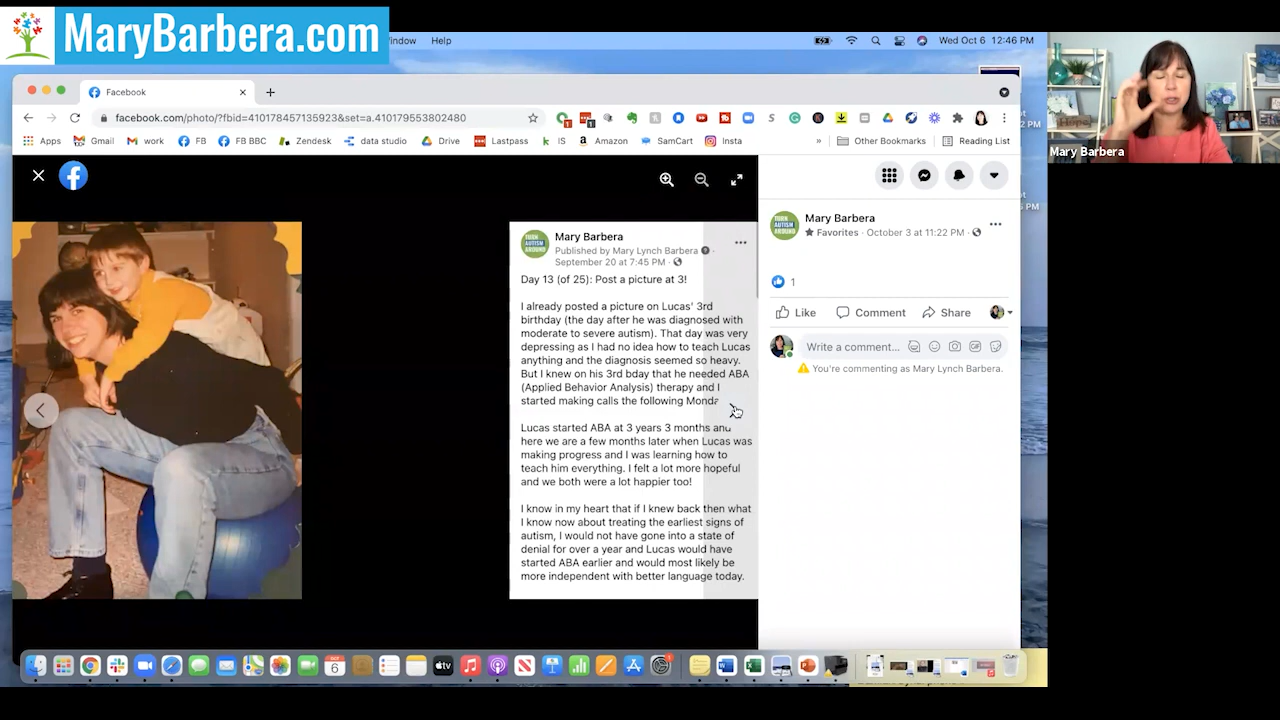 MaryBarbera.com
indow Help
Wed Oct 6 12:46 PM
Mary Barbera
Facebook
facebook.com/photo/?fbid=410178457135923&set=a.410179553802480
Apps Gmail work FB FB BBC Zendesk data studio Drive Lastpass IS Amazon SamCart Insta » Other Bookmarks Reading List
Mary Barbera
Favorites · October 3 at 11:22 PM ·
1
Like Comment Share
Write a comment...
You're commenting as Mary Lynch Barbera.
TURN AUTISM AROUND
Mary Barbera
Published by Mary Lynch Barbera
September 20 at 7:45 PM ·
Day 13 (of 25): Post a picture at 3!
I already posted a picture on Lucas' 3rd
birthday (the day after he was diagnosed with
moderate to severe autism). That day was very
depressing as I had no idea how to teach Lucas
anything and the diagnosis seemed so heavy.
But I knew on his 3rd bday that he needed ABA
(Applied Behavior Analysis) therapy and I
started making calls the following Monda
Lucas started ABA at 3 years 3 months and
here we are a few months later when Lucas was
making progress and I was learning how to
teach him everything. I felt a lot more hopeful
and we both were a lot happier too!
I know in my heart that if I knew back then what
I know now about treating the earliest signs of
autism, I would not have gone into a state of
denial for over a year and Lucas would have
started ABA earlier and would most likely be
more independent with better language today.